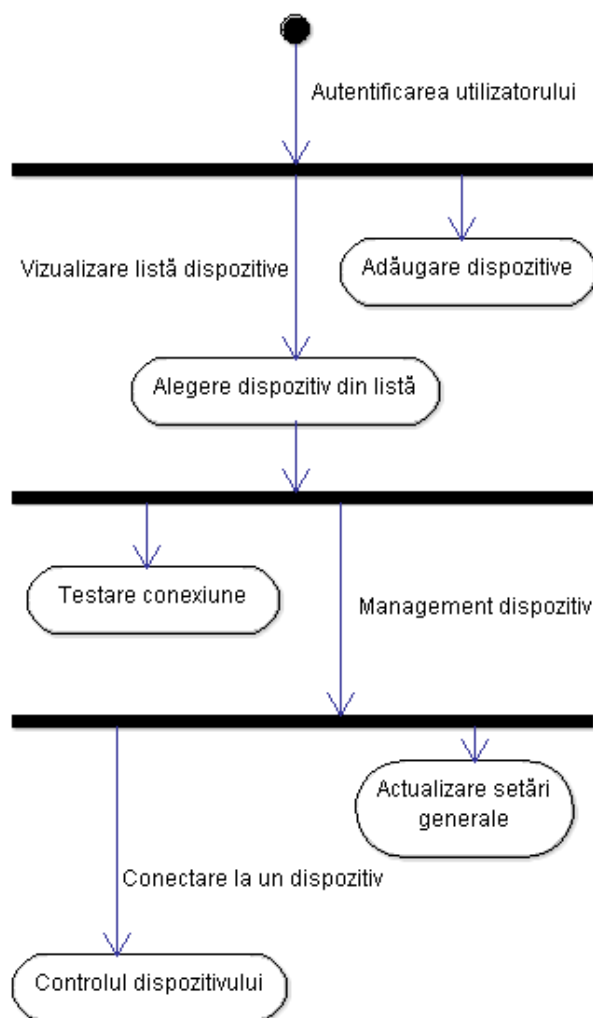 Autentificarea utilizatorului
Vizualizare listă dispozitive
Adăugare dispozitive
Alegere dispozitiv din listă
Testare conexiune
Management dispozitiv
Actualizare setări
generale
Conectare la un dispozitiv
Controlul dispozitivului